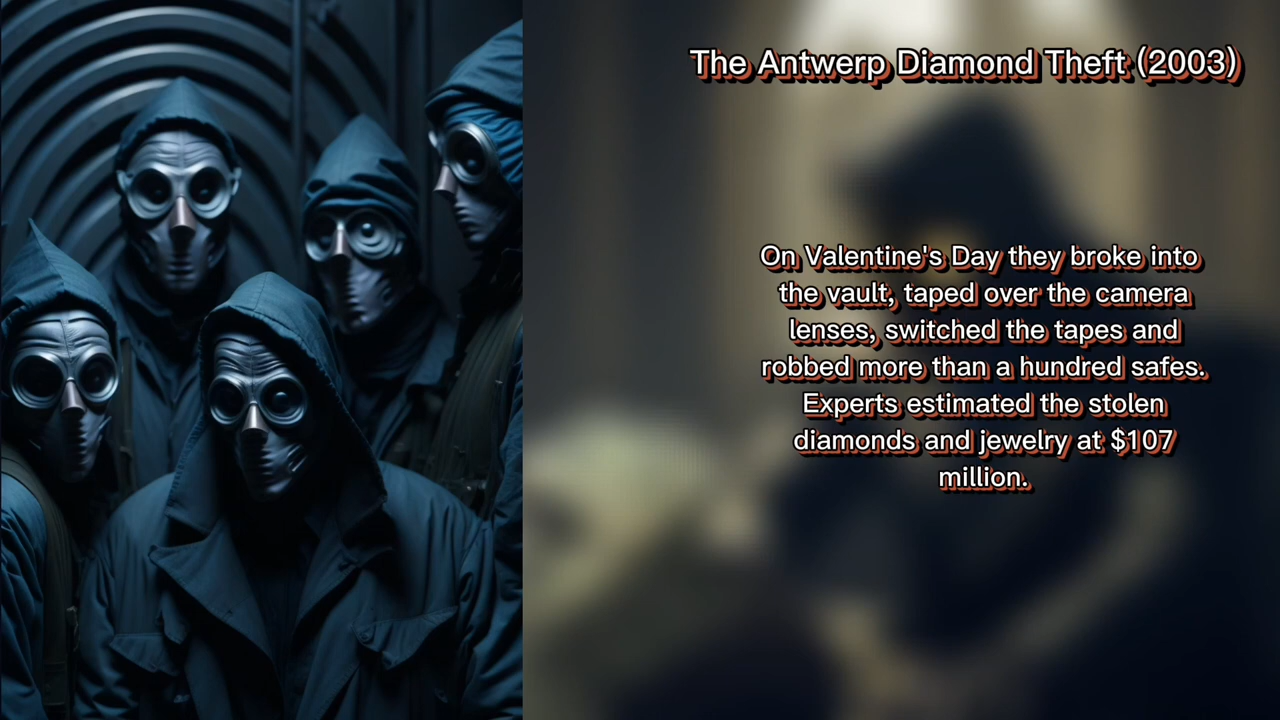 The Antwerp Diamond Theft (2003)
On Valentine's Day they broke into
the vault, taped over the camera
lenses, switched the tapes and
robbed more than a hundred safes.
Experts estimated the stolen
diamonds and jewelry at $107
million.